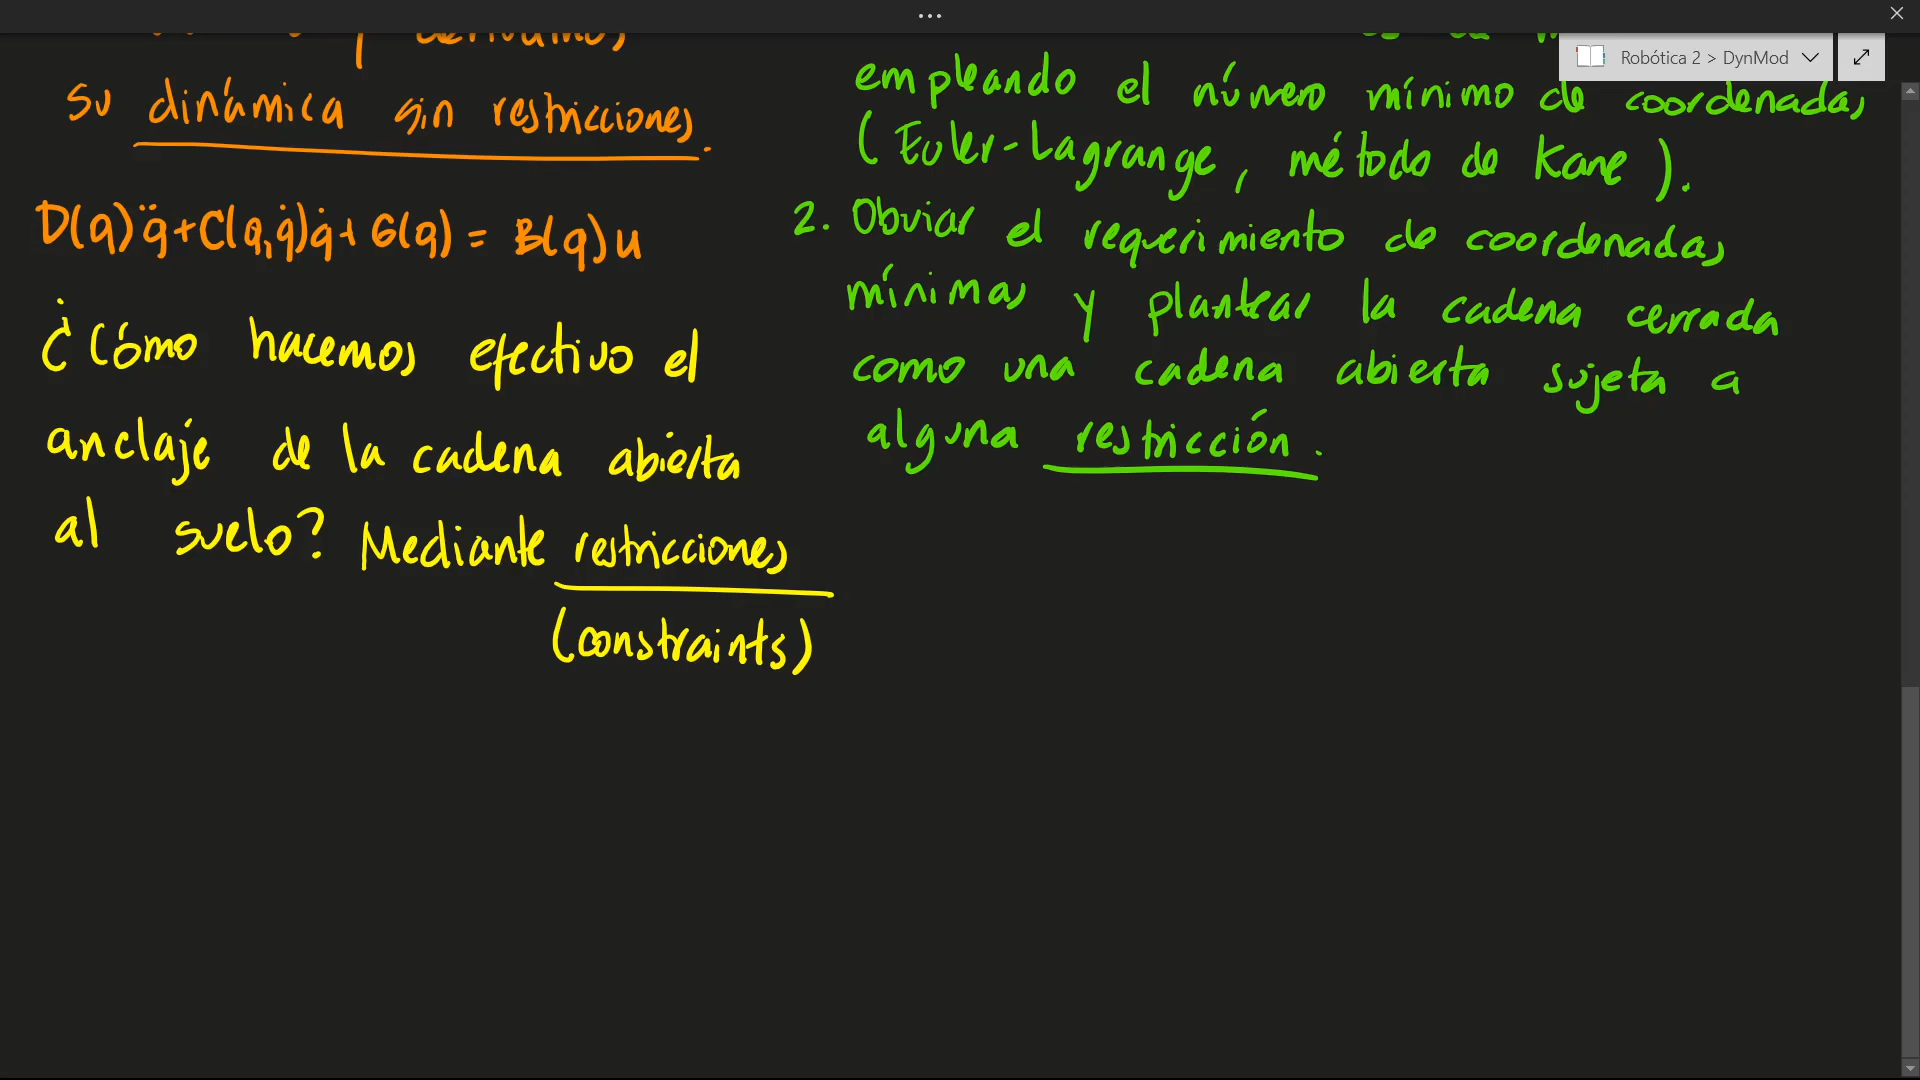 Robótica 2 > DynMod
su dinámica sin restricciones.
D(q)q̈+C(q,q̇)q̇+G(q) = B(q)u
¿Cómo hacemos efectivo el
anclaje de la cadena abierta
al suelo? Mediante restricciones
(constraints)
empleando el número mínimo de coordenadas
(Euler-Lagrange, método de Kane).
2. Obviar el requerimiento de coordenadas
mínimas y plantear la cadena cerrada
como una cadena abierta sujeta a
alguna restricción.